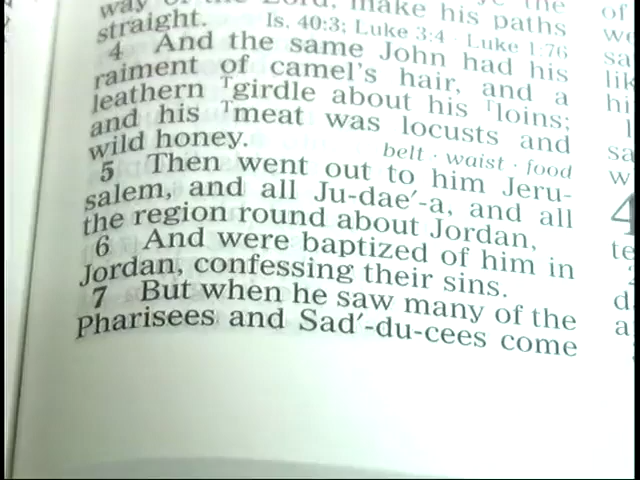 way of the Lord, make his paths
straight. Is. 40:3; Luke 3:4 · Luke 1:76
4 And the same John had his
raiment of camel's hair, and a
leathern ᵀgirdle about his ᵀloins;
and his ᵀmeat was locusts and
wild honey. belt · waist · food
5 Then went out to him Jeru-
salem, and all Ju-dae′-a, and all
the region round about Jordan,
6 And were baptized of him in
Jordan, confessing their sins.
7 But when he saw many of the
Pharisees and Sad′-du-cees come
of
4
te
d
a